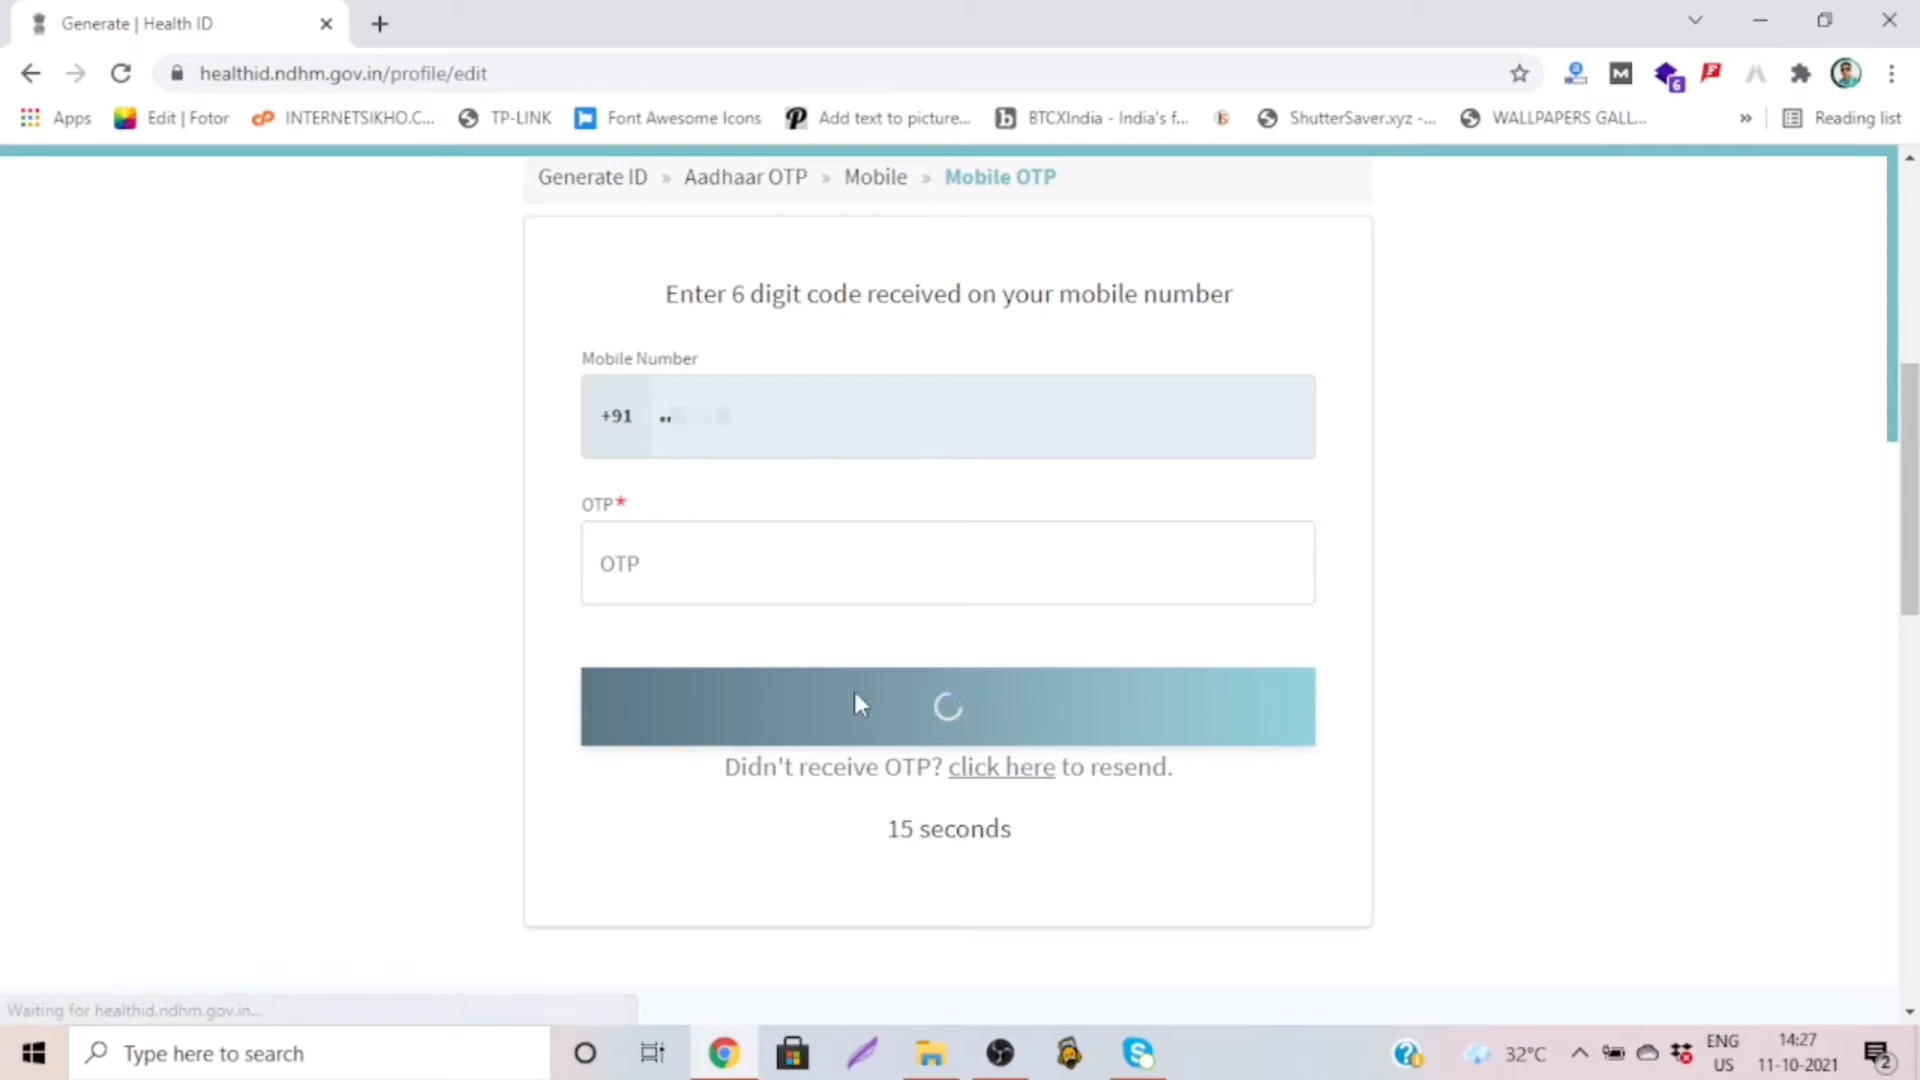 Generate | Health ID
healthid.ndhm.gov.in/profile/edit
6
Apps Edit | Fotor INTERNETSIKHO.C... TP-LINK Font Awesome Icons Add text to picture... BTCXIndia - India's f... ShutterSaver.xyz -... WALLPAPERS GALL... » Reading list
Generate ID » Aadhaar OTP » Mobile » Mobile OTP
Enter 6 digit code received on your mobile number
Mobile Number
+91
OTP*
OTP
Didn't receive OTP? click here to resend.
15 seconds
Waiting for healthid.ndhm.gov.in...
Type here to search
32°C
ENG
US
14:27
11-10-2021
2